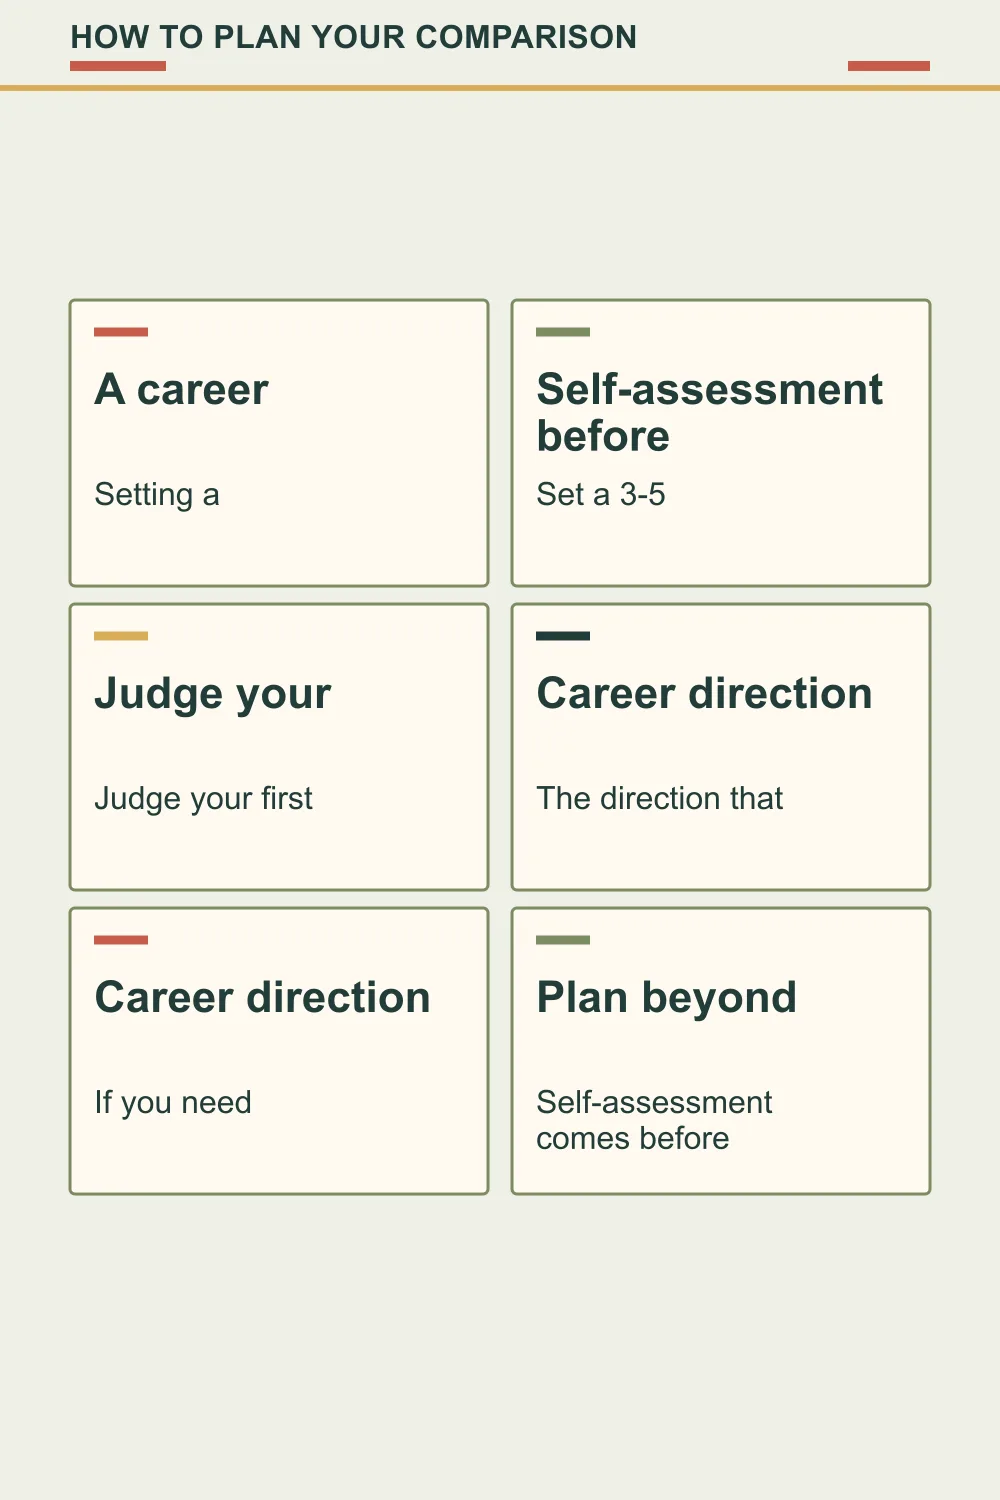 HOW TO PLAN YOUR COMPARISON
A career
Setting a
Self-assessment
before
Set a 3-5
Judge your
Judge your first
Career direction
The direction that
Career direction
If you need
Plan beyond
Self-assessment
comes before